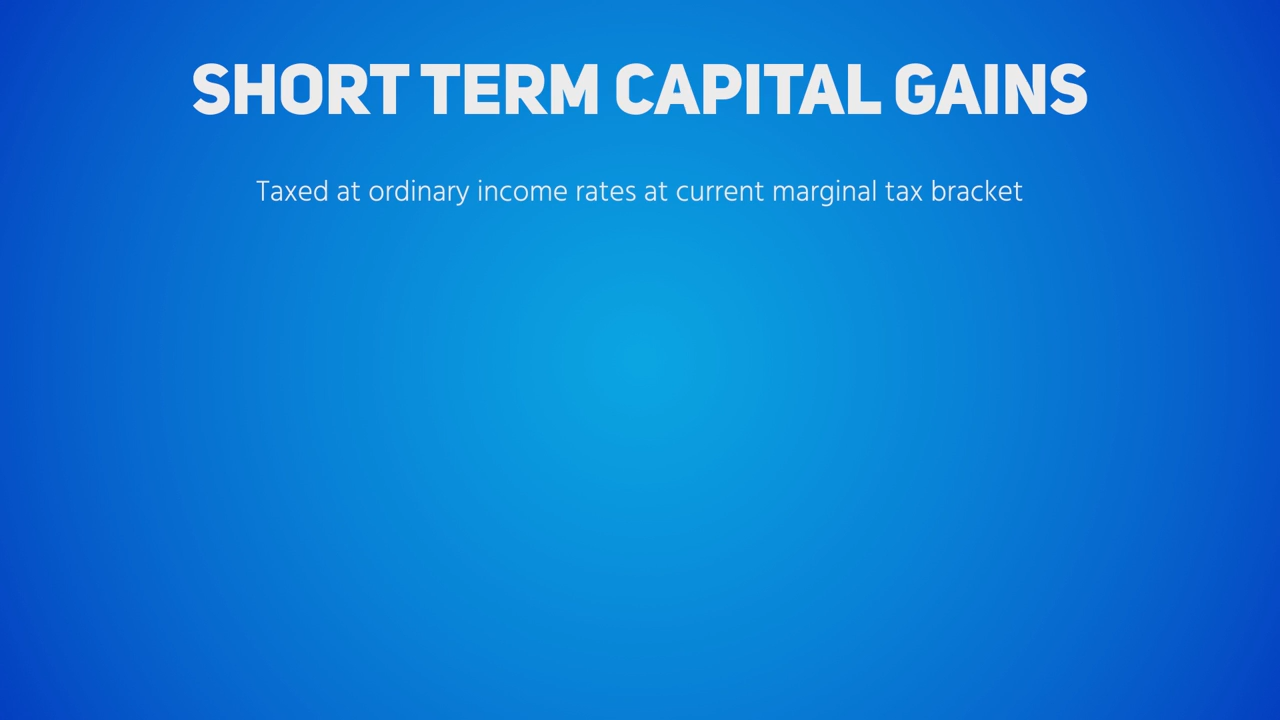 SHORT TERM CAPITAL GAINS
Taxed at ordinary income rates at current marginal tax bracket